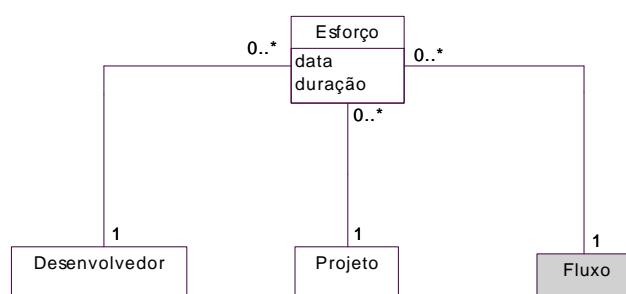 Esforço
0..*
data
0..*
duração
0..*
1
1
1
Desenvolvedor
Projeto
Fluxo